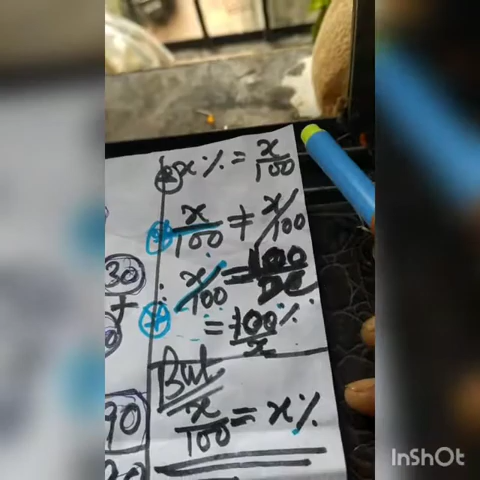 x% = x/100
x/100 ≠ x/100
x/100 = 100/x
= 100/x %
But
x/100 = x%
30
+
90
InShOt